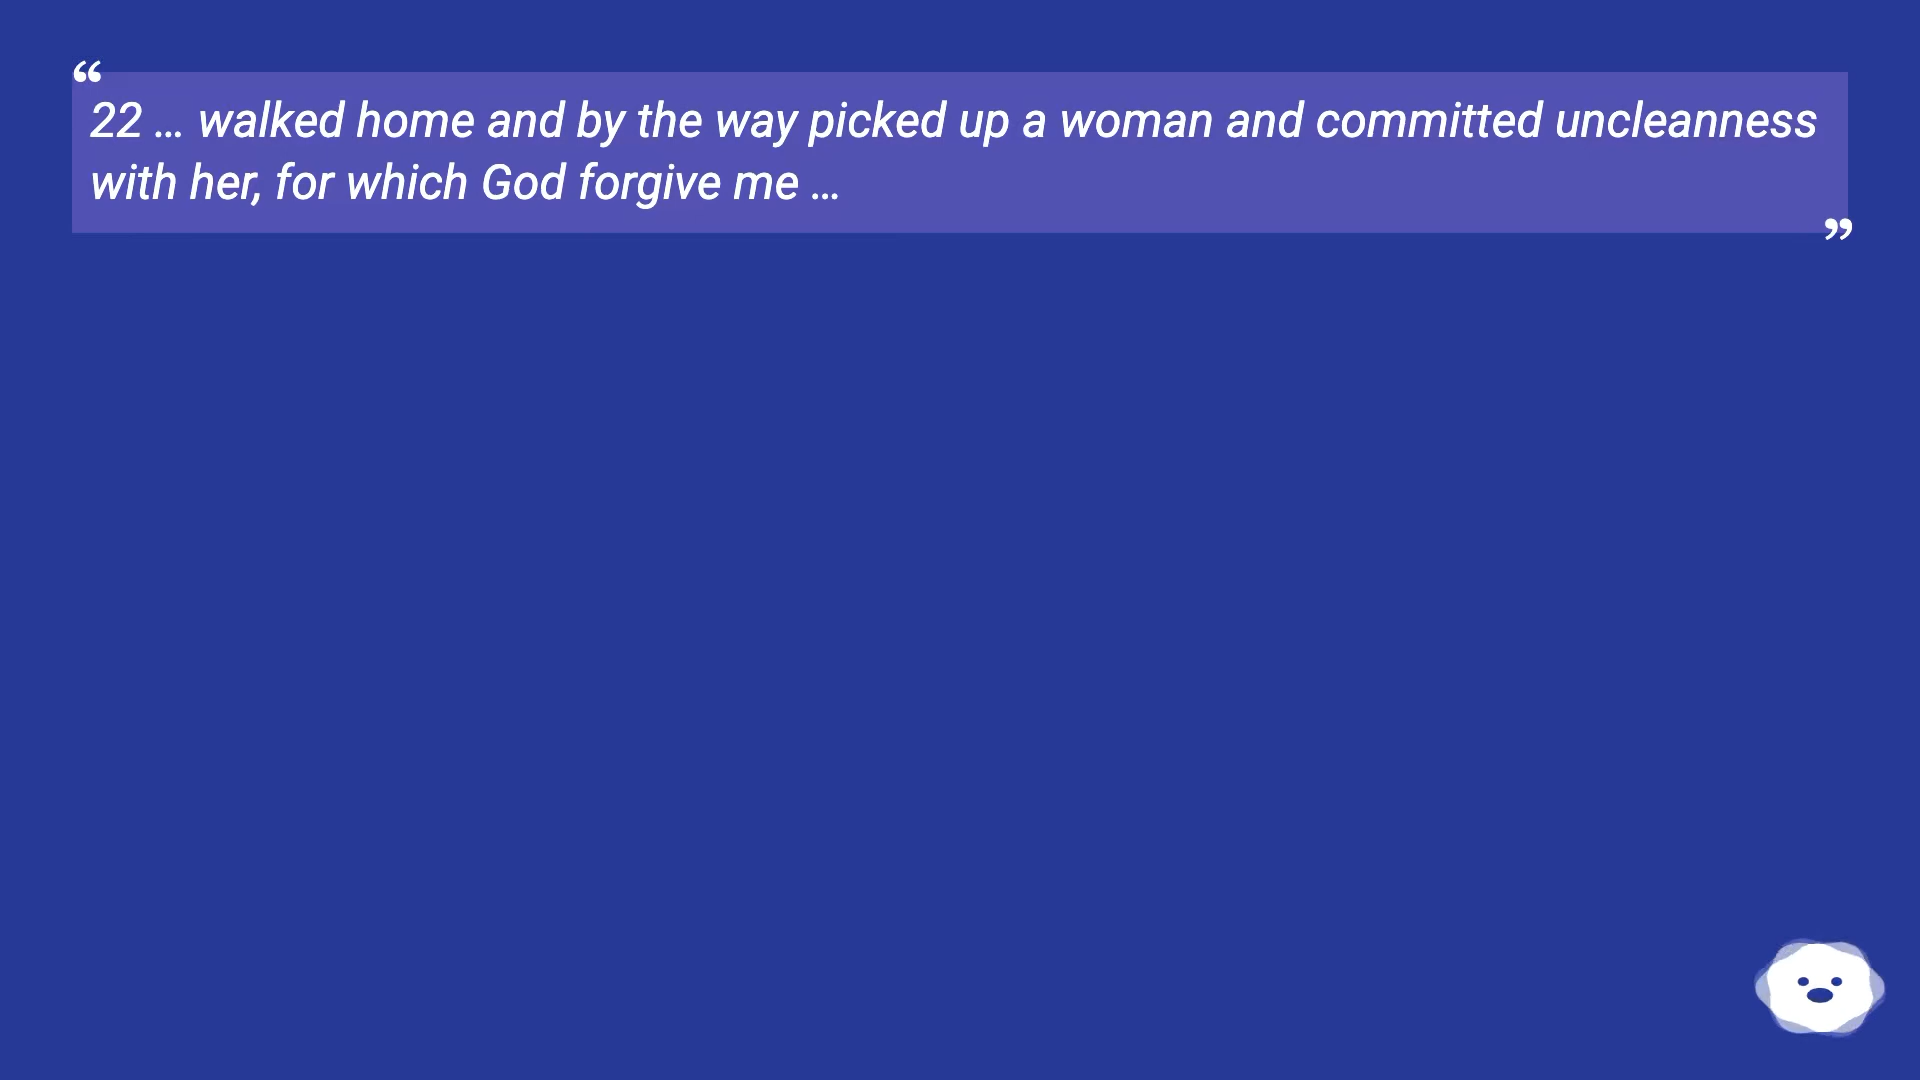 “
22 … walked home and by the way picked up a woman and committed uncleanness
with her, for which God forgive me …
”